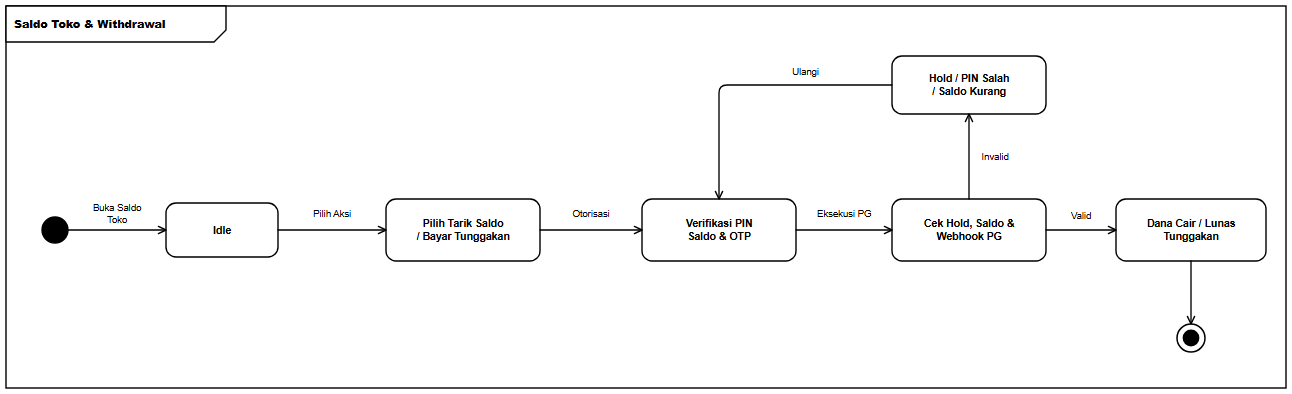 Saldo Toko & Withdrawal
Hold / PIN Salah
/ Saldo Kurang
Ulangi
Invalid
Buka Saldo
Toko
Idle
Pilih Aksi
Pilih Tarik Saldo
/ Bayar Tunggakan
Otorisasi
Verifikasi PIN
Saldo & OTP
Eksekusi PG
Cek Hold, Saldo &
Webhook PG
Valid
Dana Cair / Lunas
Tunggakan